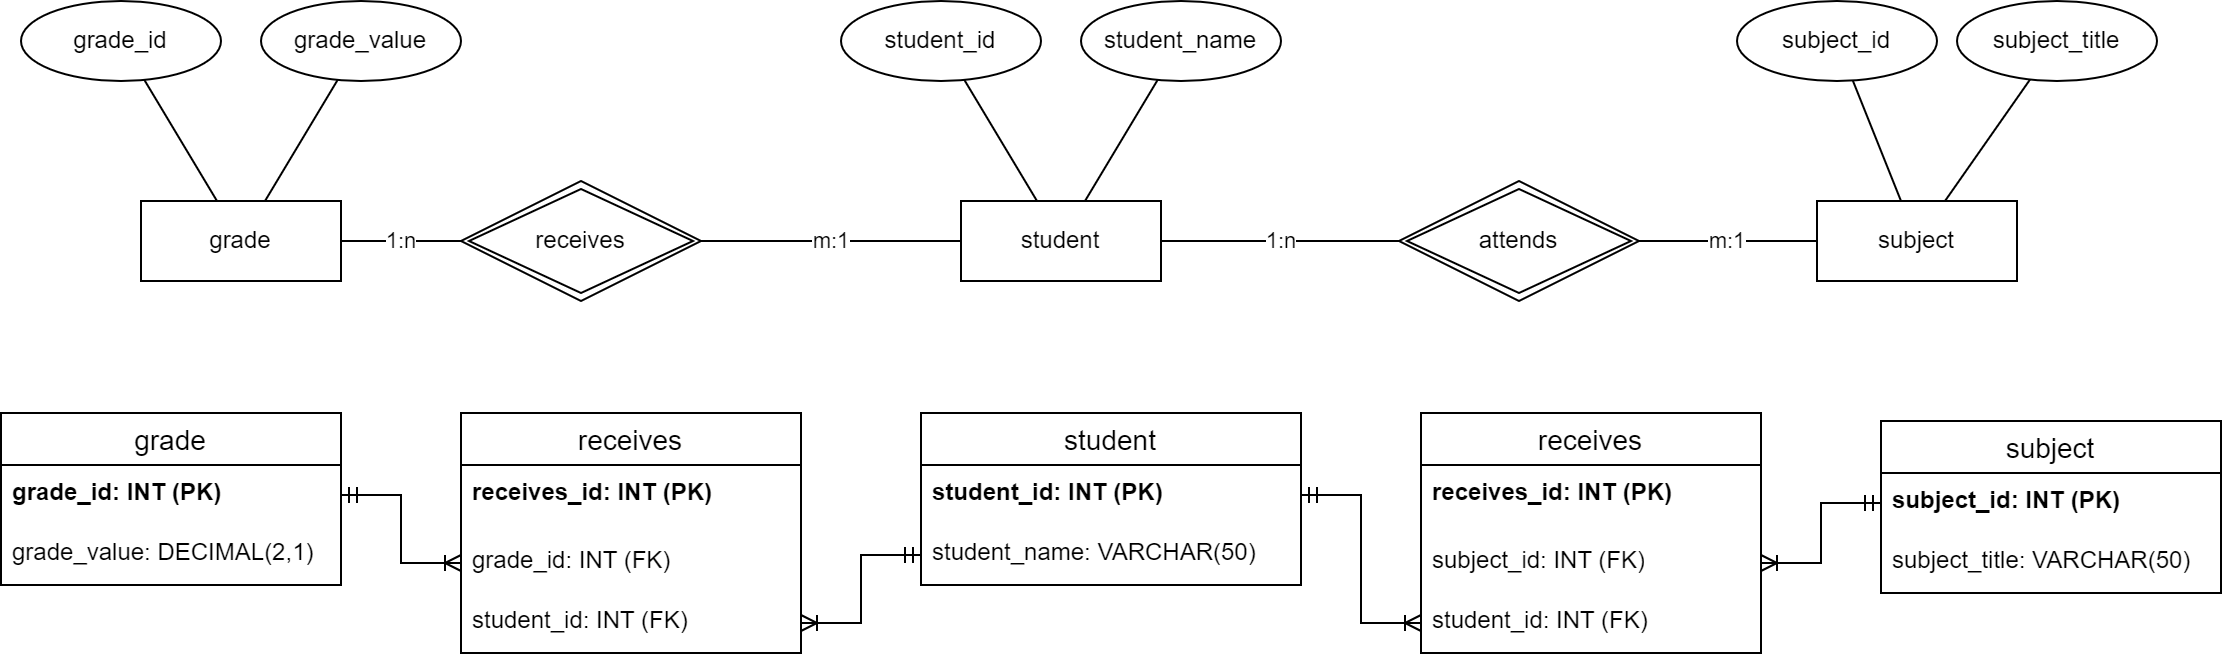 grade_id
grade_value
student_id
student_name
subject_id
subject_title
grade
1:n
receives
m:1
student
1:n
attends
m:1
subject
grade
grade_id: INT (PK)
grade_value: DECIMAL(2,1)
receives
receives_id: INT (PK)
grade_id: INT (FK)
student_id: INT (FK)
student
student_id: INT (PK)
student_name: VARCHAR(50)
receives
receives_id: INT (PK)
subject_id: INT (FK)
student_id: INT (FK)
subject
subject_id: INT (PK)
subject_title: VARCHAR(50)